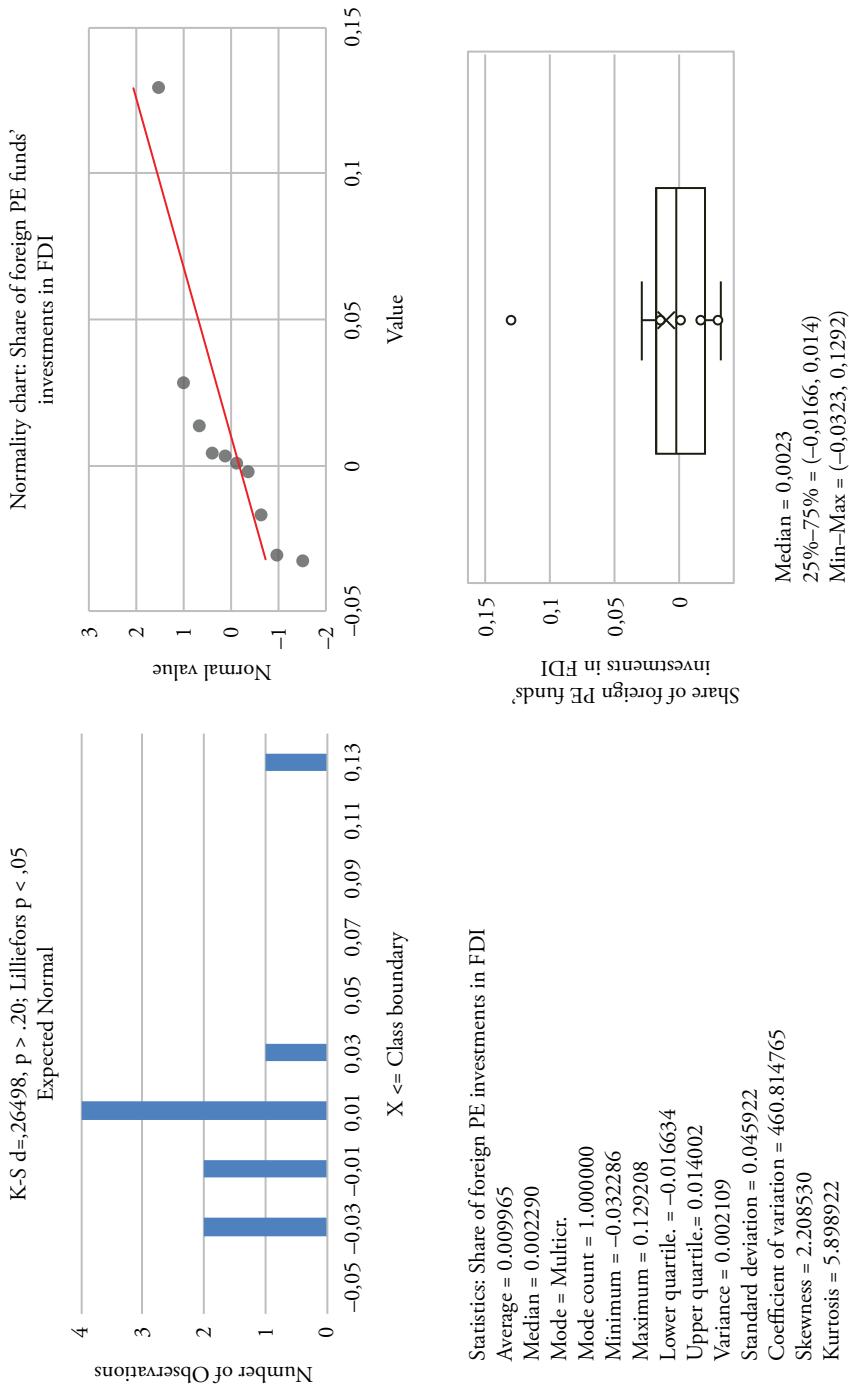 K-S d=,26498, p > .20; Lilliefors p < ,05
Expected Normal
Number of Observations
4
3
2
1
0
−0,05 −0,03 −0,01 0,01 0,03 0,05 0,07 0,09 0,11 0,13
X <= Class boundary
Normality chart: Share of foreign PE funds'
investments in FDI
Normal value
3
2
1
0
−1
−2
−0,05 0 0,05 0,1 0,15
Value
Statistics: Share of foreign PE investments in FDI
Average = 0.009965
Median = 0.002290
Mode = Multicr.
Mode count = 1.000000
Minimum = −0.032286
Maximum = 0.129208
Lower quartile. = −0.016634
Upper quartile.= 0.014002
Variance = 0.002109
Standard deviation = 0.045922
Coefficient of variation = 460.814765
Skewness = 2.208530
Kurtosis = 5.898922
Share of foreign PE funds'
investments in FDI
0,15
0,1
0,05
0
Median = 0,0023
25%–75% = (−0,0166, 0,014)
Min–Max = (−0,0323, 0,1292)